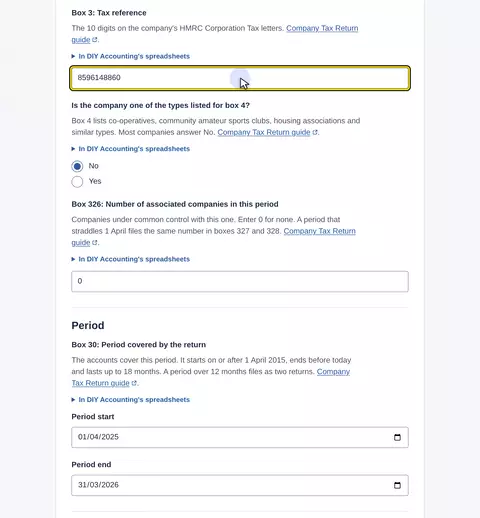 Box 3: Tax reference
The 10 digits on the company's HMRC Corporation Tax letters. Company Tax Return
guide.
In DIY Accounting's spreadsheets
8596148860
Is the company one of the types listed for box 4?
Box 4 lists co-operatives, community amateur sports clubs, housing associations and
similar types. Most companies answer No. Company Tax Return guide.
In DIY Accounting's spreadsheets
No
Yes
Box 326: Number of associated companies in this period
Companies under common control with this one. Enter 0 for none. A period that
straddles 1 April files the same number in boxes 327 and 328. Company Tax Return
guide.
In DIY Accounting's spreadsheets
0
Period
Box 30: Period covered by the return
The accounts cover this period. It starts on or after 1 April 2015, ends before today
and lasts up to 18 months. A period over 12 months files as two returns. Company
Tax Return guide.
In DIY Accounting's spreadsheets
Period start
01/04/2025
Period end
31/03/2026